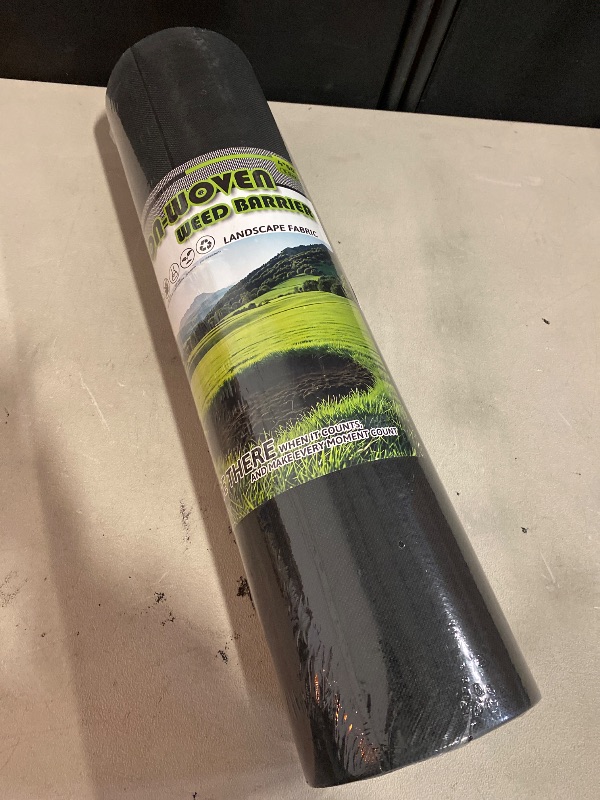 ON-WOVEN
WEED BARRIER
LANDSCAPE FABRIC
THERE WHEN IT COUNTS,
AND MAKE EVERY MOMENT COUNT